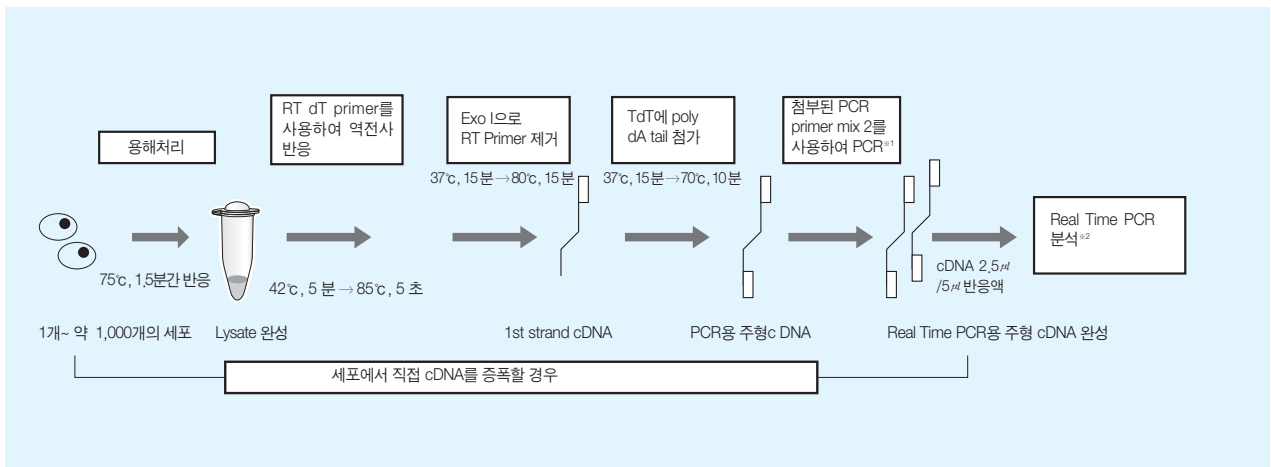 용해처리
RT dT primer를
사용하여 역전사
반응
Exo I으로
RT Primer 제거
TdT에 poly
dA tail 첨가
첨부된 PCR
primer mix 2를
사용하여 PCR※1
37℃, 15분→80℃, 15분
37℃, 15분→70℃, 10분
Real Time PCR
분석※2
75℃, 1.5분간 반응
42℃, 5 분 → 85℃, 5 초
cDNA 2.5㎕
/5㎕ 반응액
1개~ 약 1,000개의 세포
Lysate 완성
1st strand cDNA
PCR용 주형c DNA
Real Time PCR용 주형 cDNA 완성
세포에서 직접 cDNA를 증폭할 경우